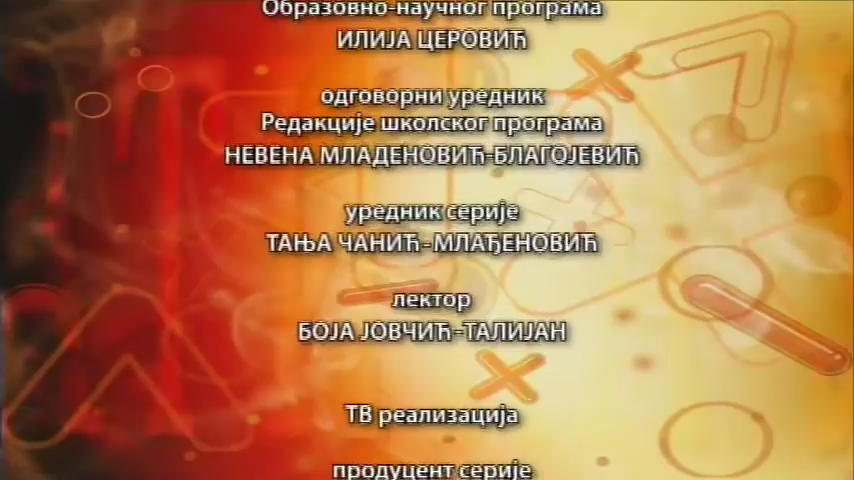 Образовно-научног програма
ИЛИЈА ЦЕРОВИЋ
одговорни уредник
Редакције школског програма
НЕВЕНА МЛАДЕНОВИЋ-БЛАГОЈЕВИЋ
уредник серије
ТАЊА ЧАНИЋ - МЛАЂЕНОВИЋ
лектор
БОЈА ЈОВЧИЋ -ТАЛИЈАН
ТВ реализација
продуцент серије